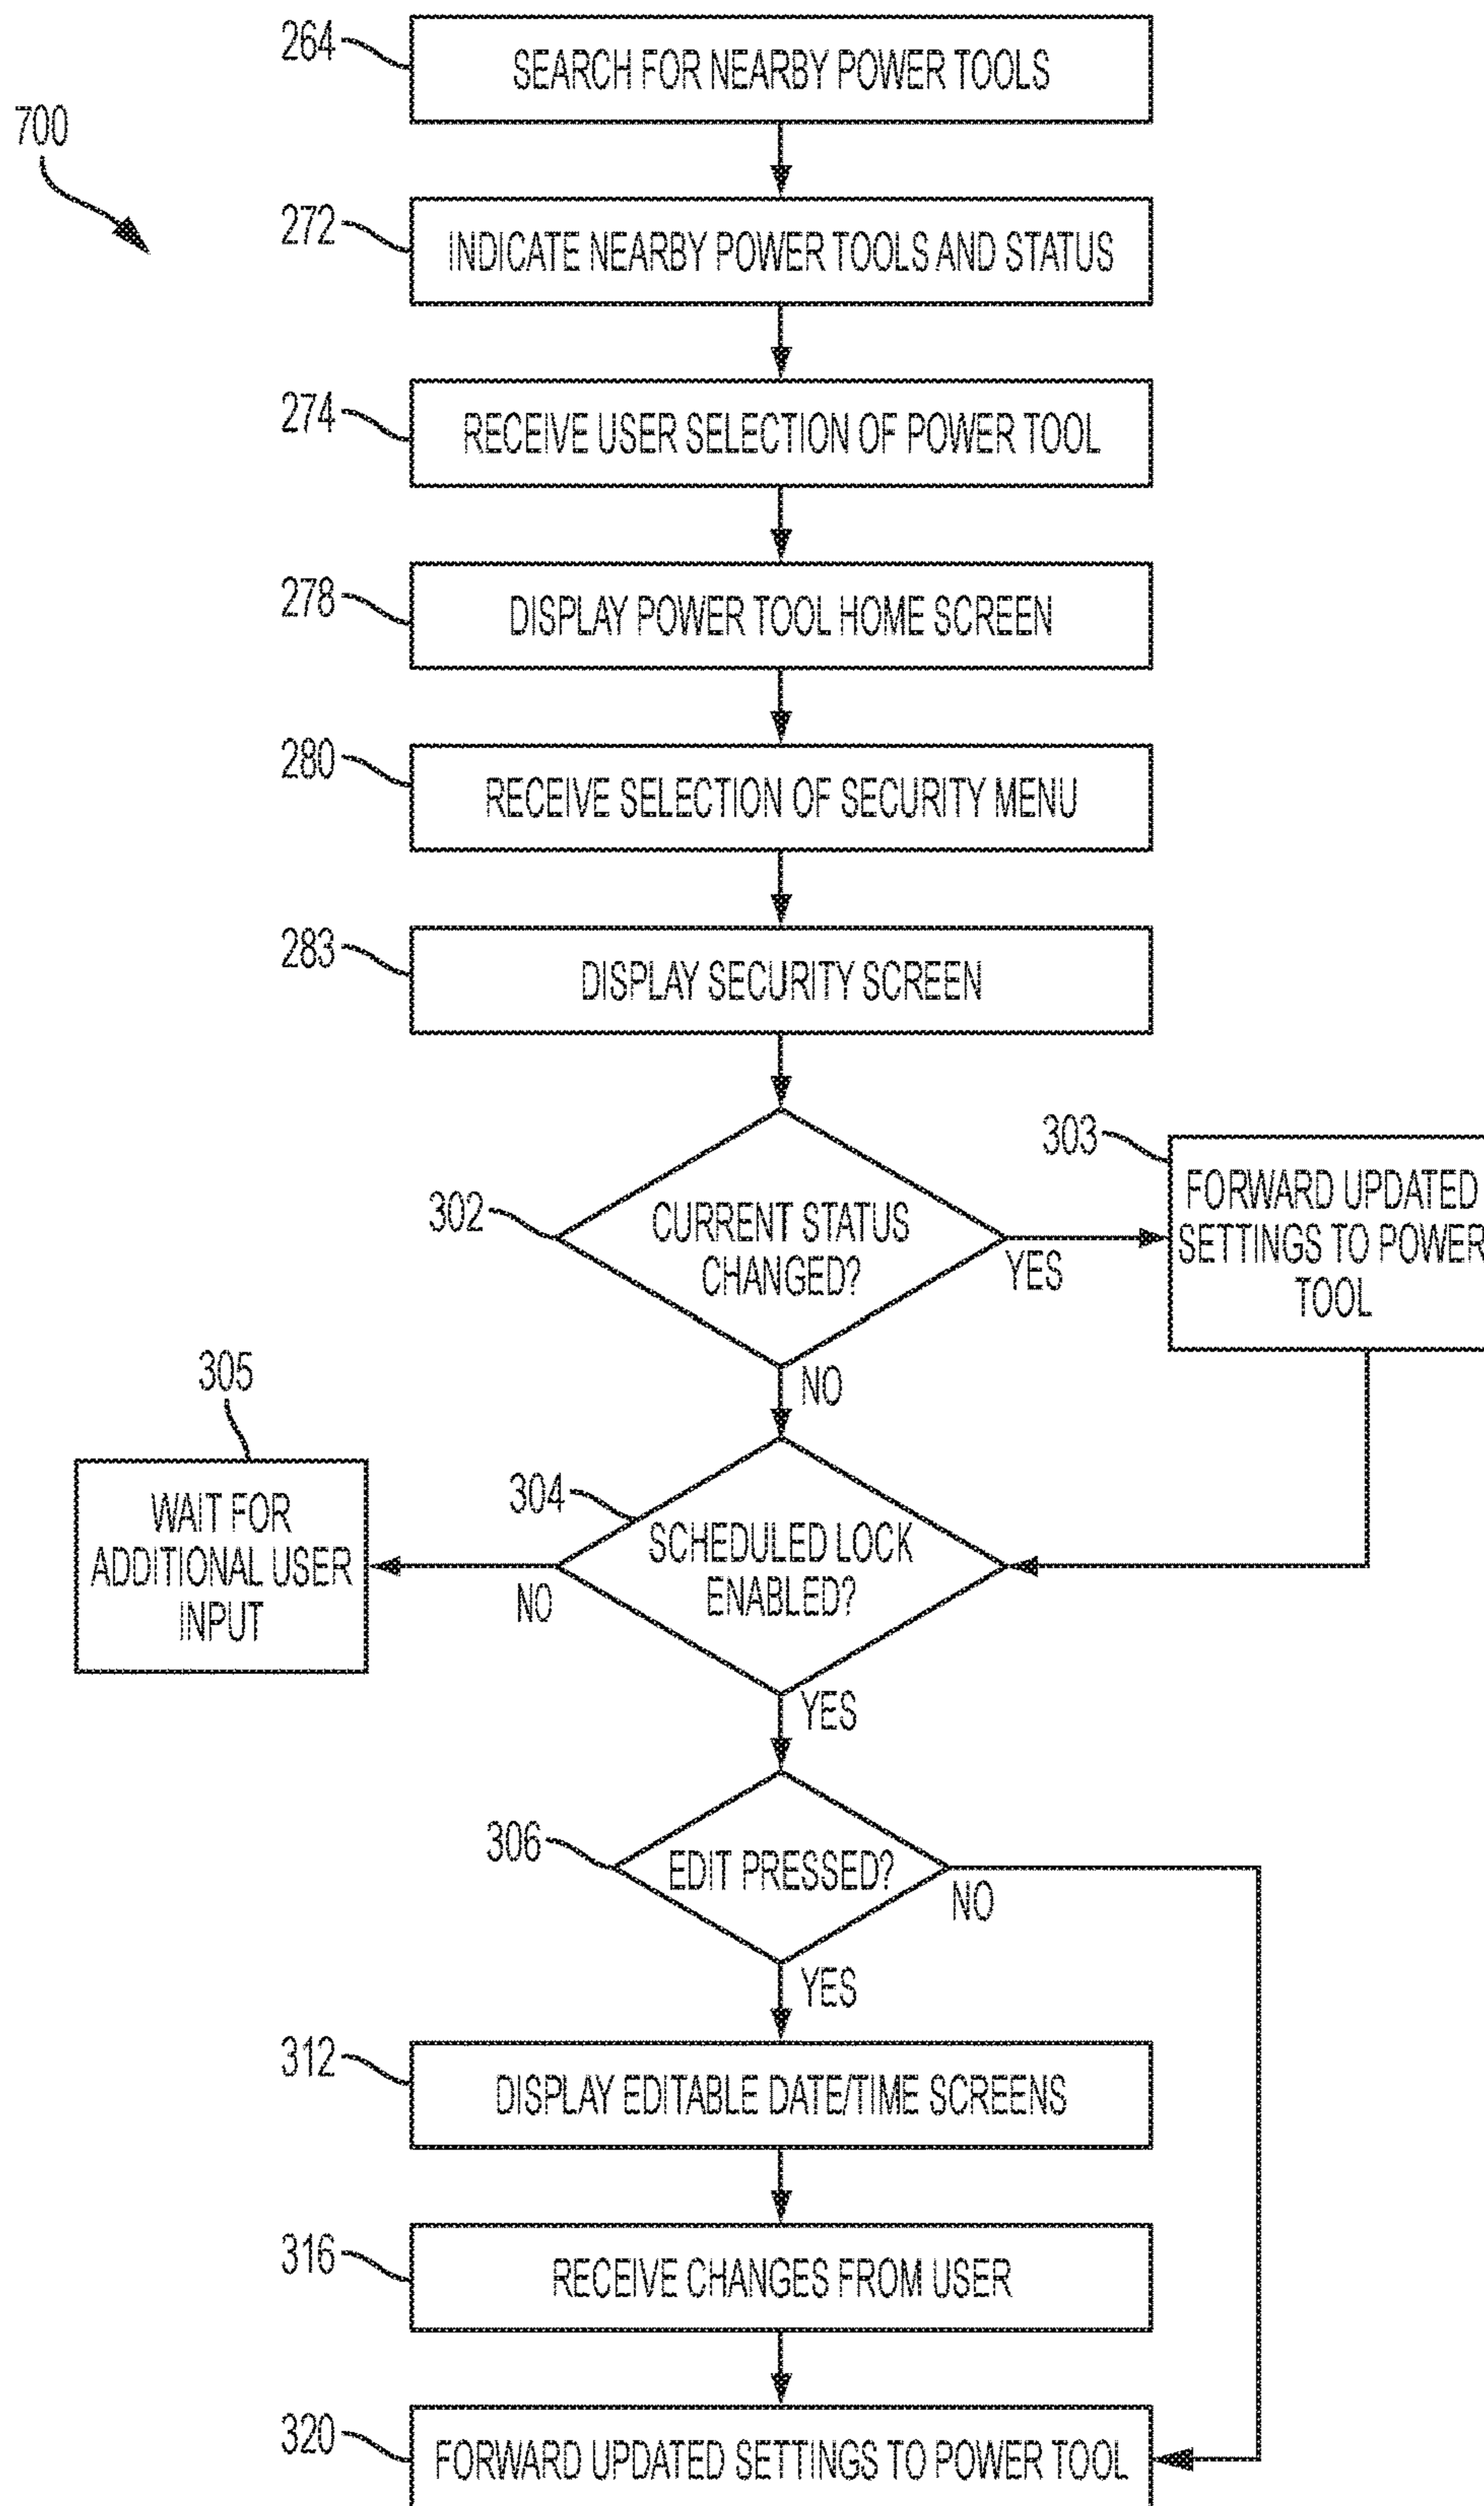 264
SEARCH FOR NEARBY POWER TOOLS
700
272
INDICATE NEARBY POWER TOOLS AND STATUS
274
RECEIVE USER SELECTION OF POWER TOOL
278
DISPLAY POWER TOOL HOME SCREEN
280
RECEIVE SELECTION OF SECURITY MENU
283
DISPLAY SECURITY SCREEN
302
CURRENT STATUS
CHANGED?
YES
303
FORWARD UPDATED
SETTINGS TO POWER
TOOL
NO
305
WAIT FOR
ADDITIONAL USER
INPUT
304
SCHEDULED LOCK
ENABLED?
NO
YES
306
EDIT PRESSED?
NO
YES
312
DISPLAY EDITABLE DATE/TIME SCREENS
316
RECEIVE CHANGES FROM USER
320
FORWARD UPDATED SETTINGS TO POWER TOOL